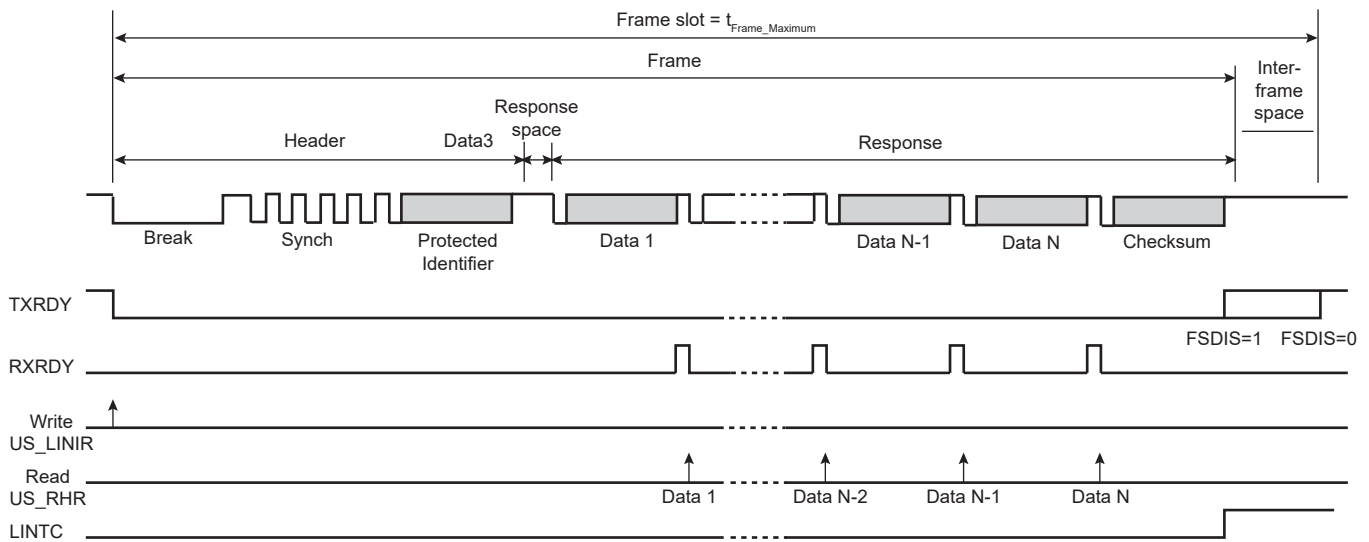 Frame slot = tFrame_Maximum
Frame
Inter-
frame
space
Response
space
Header
Data3
Response
Break
Synch
Protected
Identifier
Data 1
Data N-1
Data N
Checksum
TXRDY
FSDIS=1 FSDIS=0
RXRDY
Write
US_LINIR
Read
US_RHR
Data 1
Data N-2
Data N-1
Data N
LINTC